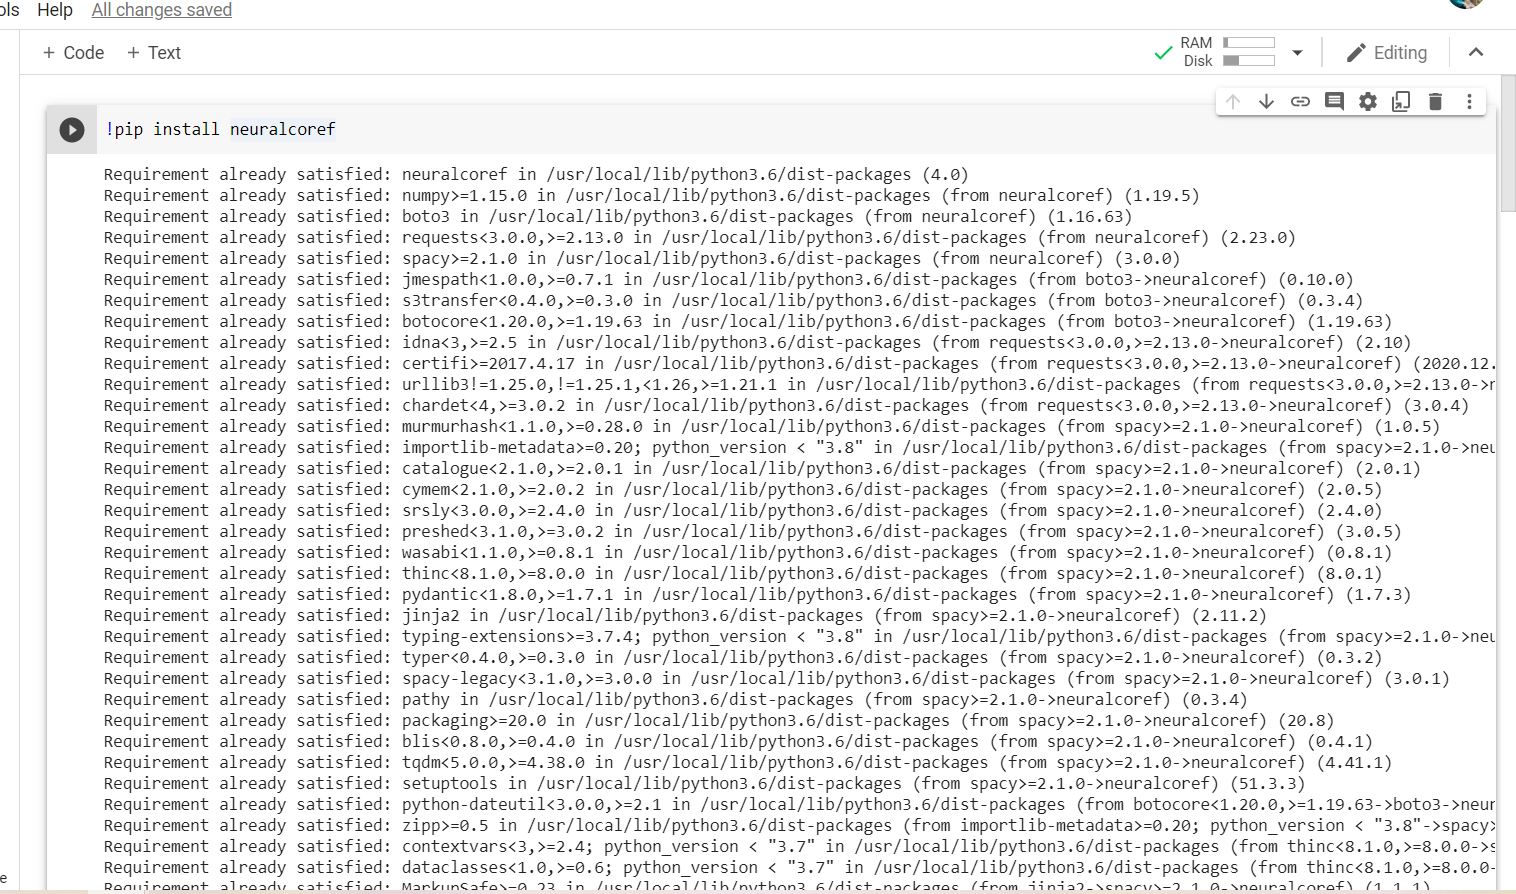 Help All changes saved
+ Code + Text
RAM
Disk
Editing
!pip install neuralcoref
Requirement already satisfied: neuralcoref in /usr/local/lib/python3.6/dist-packages (4.0)
Requirement already satisfied: numpy>=1.15.0 in /usr/local/lib/python3.6/dist-packages (from neuralcoref) (1.19.5)
Requirement already satisfied: boto3 in /usr/local/lib/python3.6/dist-packages (from neuralcoref) (1.16.63)
Requirement already satisfied: requests<3.0.0,>=2.13.0 in /usr/local/lib/python3.6/dist-packages (from neuralcoref) (2.23.0)
Requirement already satisfied: spacy>=2.1.0 in /usr/local/lib/python3.6/dist-packages (from neuralcoref) (3.0.0)
Requirement already satisfied: jmespath<1.0.0,>=0.7.1 in /usr/local/lib/python3.6/dist-packages (from boto3->neuralcoref) (0.10.0)
Requirement already satisfied: s3transfer<0.4.0,>=0.3.0 in /usr/local/lib/python3.6/dist-packages (from boto3->neuralcoref) (0.3.4)
Requirement already satisfied: botocore<1.20.0,>=1.19.63 in /usr/local/lib/python3.6/dist-packages (from boto3->neuralcoref) (1.19.63)
Requirement already satisfied: idna<3,>=2.5 in /usr/local/lib/python3.6/dist-packages (from requests<3.0.0,>=2.13.0->neuralcoref) (2.10)
Requirement already satisfied: certifi>=2017.4.17 in /usr/local/lib/python3.6/dist-packages (from requests<3.0.0,>=2.13.0->neuralcoref) (2020.12.
Requirement already satisfied: urllib3!=1.25.0,!=1.25.1,<1.26,>=1.21.1 in /usr/local/lib/python3.6/dist-packages (from requests<3.0.0,>=2.13.0->n
Requirement already satisfied: chardet<4,>=3.0.2 in /usr/local/lib/python3.6/dist-packages (from requests<3.0.0,>=2.13.0->neuralcoref) (3.0.4)
Requirement already satisfied: murmurhash<1.1.0,>=0.28.0 in /usr/local/lib/python3.6/dist-packages (from spacy>=2.1.0->neuralcoref) (1.0.5)
Requirement already satisfied: importlib-metadata>=0.20; python_version < "3.8" in /usr/local/lib/python3.6/dist-packages (from spacy>=2.1.0->neu
Requirement already satisfied: catalogue<2.1.0,>=2.0.1 in /usr/local/lib/python3.6/dist-packages (from spacy>=2.1.0->neuralcoref) (2.0.1)
Requirement already satisfied: cymem<2.1.0,>=2.0.2 in /usr/local/lib/python3.6/dist-packages (from spacy>=2.1.0->neuralcoref) (2.0.5)
Requirement already satisfied: srsly<3.0.0,>=2.4.0 in /usr/local/lib/python3.6/dist-packages (from spacy>=2.1.0->neuralcoref) (2.4.0)
Requirement already satisfied: preshed<3.1.0,>=3.0.2 in /usr/local/lib/python3.6/dist-packages (from spacy>=2.1.0->neuralcoref) (3.0.5)
Requirement already satisfied: wasabi<1.1.0,>=0.8.1 in /usr/local/lib/python3.6/dist-packages (from spacy>=2.1.0->neuralcoref) (0.8.1)
Requirement already satisfied: thinc<8.1.0,>=8.0.0 in /usr/local/lib/python3.6/dist-packages (from spacy>=2.1.0->neuralcoref) (8.0.1)
Requirement already satisfied: pydantic<1.8.0,>=1.7.1 in /usr/local/lib/python3.6/dist-packages (from spacy>=2.1.0->neuralcoref) (1.7.3)
Requirement already satisfied: jinja2 in /usr/local/lib/python3.6/dist-packages (from spacy>=2.1.0->neuralcoref) (2.11.2)
Requirement already satisfied: typing-extensions>=3.7.4; python_version < "3.8" in /usr/local/lib/python3.6/dist-packages (from spacy>=2.1.0->neu
Requirement already satisfied: typer<0.4.0,>=0.3.0 in /usr/local/lib/python3.6/dist-packages (from spacy>=2.1.0->neuralcoref) (0.3.2)
Requirement already satisfied: spacy-legacy<3.1.0,>=3.0.0 in /usr/local/lib/python3.6/dist-packages (from spacy>=2.1.0->neuralcoref) (3.0.1)
Requirement already satisfied: pathy in /usr/local/lib/python3.6/dist-packages (from spacy>=2.1.0->neuralcoref) (0.3.4)
Requirement already satisfied: packaging>=20.0 in /usr/local/lib/python3.6/dist-packages (from spacy>=2.1.0->neuralcoref) (20.8)
Requirement already satisfied: blis<0.8.0,>=0.4.0 in /usr/local/lib/python3.6/dist-packages (from spacy>=2.1.0->neuralcoref) (0.4.1)
Requirement already satisfied: tqdm<5.0.0,>=4.38.0 in /usr/local/lib/python3.6/dist-packages (from spacy>=2.1.0->neuralcoref) (4.41.1)
Requirement already satisfied: setuptools in /usr/local/lib/python3.6/dist-packages (from spacy>=2.1.0->neuralcoref) (51.3.3)
Requirement already satisfied: python-dateutil<3.0.0,>=2.1 in /usr/local/lib/python3.6/dist-packages (from botocore<1.20.0,>=1.19.63->boto3->neur
Requirement already satisfied: zipp>=0.5 in /usr/local/lib/python3.6/dist-packages (from importlib-metadata>=0.20; python_version < "3.8"->spacy>
Requirement already satisfied: contextvars<3,>=2.4; python_version < "3.7" in /usr/local/lib/python3.6/dist-packages (from thinc<8.1.0,>=8.0.0->s
Requirement already satisfied: dataclasses<1.0,>=0.6; python_version < "3.7" in /usr/local/lib/python3.6/dist-packages (from thinc<8.1.0,>=8.0.0-
Requirement already satisfied: MarkupSafe>=0.23 in /usr/local/lib/python3.6/dist-packages (from jinja2->spacy>=2.1.0->neuralcoref) (1.1.1)